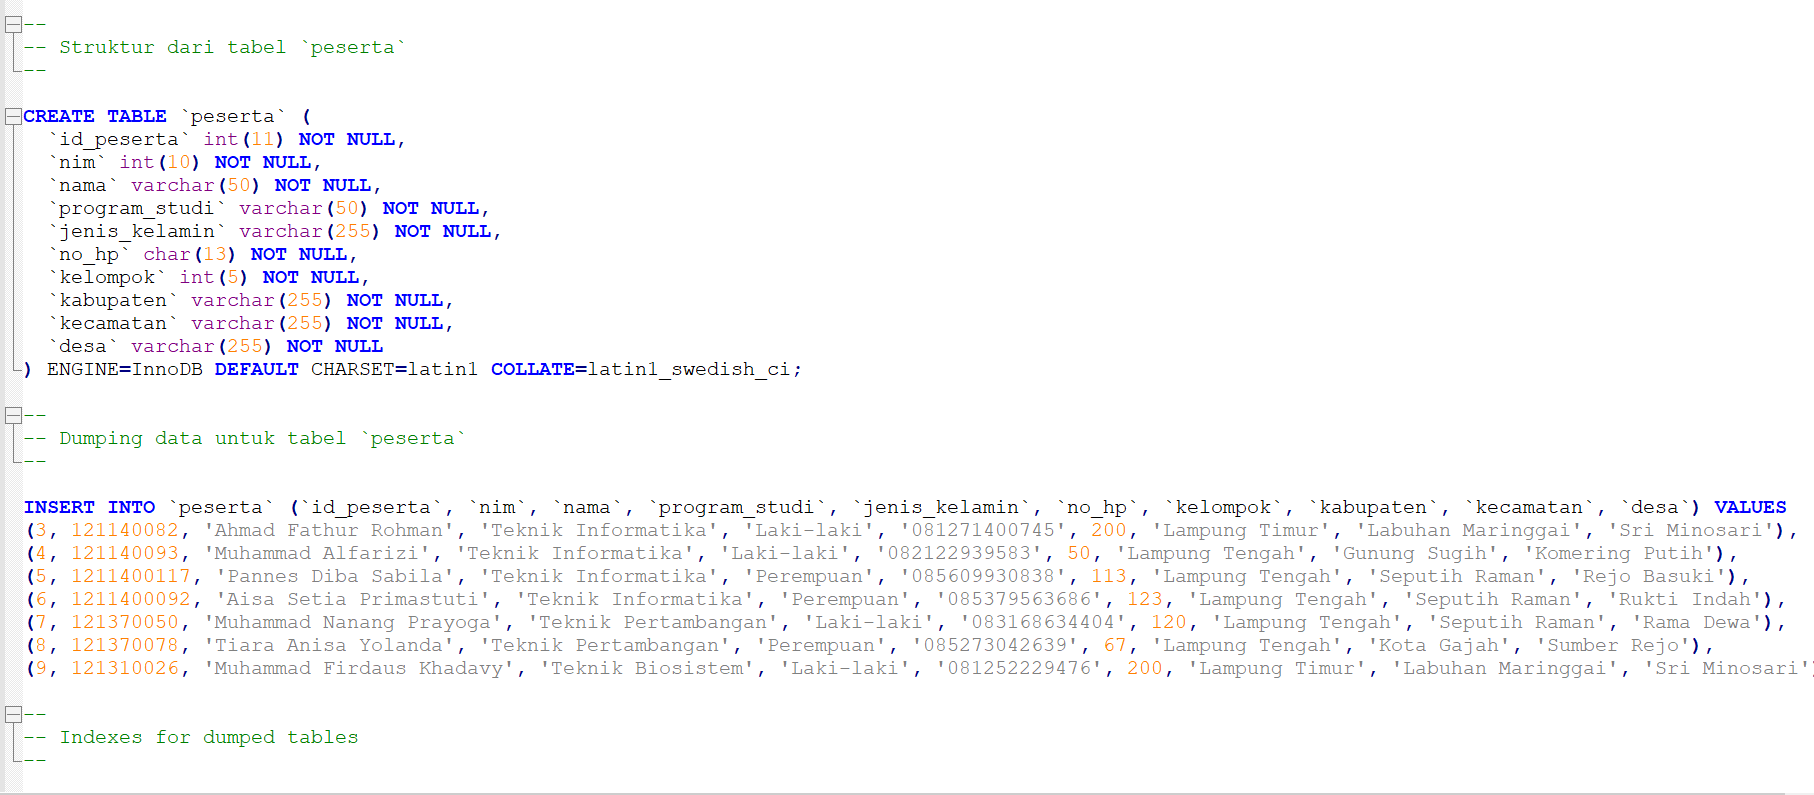 --
-- Struktur dari tabel `peserta`
--
CREATE TABLE `peserta` (
`id_peserta` int(11) NOT NULL,
`nim` int(10) NOT NULL,
`nama` varchar(50) NOT NULL,
`program_studi` varchar(50) NOT NULL,
`jenis_kelamin` varchar(255) NOT NULL,
`no_hp` char(13) NOT NULL,
`kelompok` int(5) NOT NULL,
`kabupaten` varchar(255) NOT NULL,
`kecamatan` varchar(255) NOT NULL,
`desa` varchar(255) NOT NULL
) ENGINE=InnoDB DEFAULT CHARSET=latin1 COLLATE=latin1_swedish_ci;
--
-- Dumping data untuk tabel `peserta`
--
INSERT INTO `peserta` (`id_peserta`, `nim`, `nama`, `program_studi`, `jenis_kelamin`, `no_hp`, `kelompok`, `kabupaten`, `kecamatan`, `desa`) VALUES
(3, 121140082, 'Ahmad Fathur Rohman', 'Teknik Informatika', 'Laki-laki', '081271400745', 200, 'Lampung Timur', 'Labuhan Maringgai', 'Sri Minosari'),
(4, 121140093, 'Muhammad Alfarizi', 'Teknik Informatika', 'Laki-laki', '082122939583', 50, 'Lampung Tengah', 'Gunung Sugih', 'Komering Putih'),
(5, 1211400117, 'Pannes Diba Sabila', 'Teknik Informatika', 'Perempuan', '085609930838', 113, 'Lampung Tengah', 'Seputih Raman', 'Rejo Basuki'),
(6, 1211400092, 'Aisa Setia Primastuti', 'Teknik Informatika', 'Perempuan', '085379563686', 123, 'Lampung Tengah', 'Seputih Raman', 'Rukti Indah'),
(7, 121370050, 'Muhammad Nanang Prayoga', 'Teknik Pertambangan', 'Laki-laki', '083168634404', 120, 'Lampung Tengah', 'Seputih Raman', 'Rama Dewa'),
(8, 121370078, 'Tiara Anisa Yolanda', 'Teknik Pertambangan', 'Perempuan', '085273042639', 67, 'Lampung Tengah', 'Kota Gajah', 'Sumber Rejo'),
(9, 121310026, 'Muhammad Firdaus Khadavy', 'Teknik Biosistem', 'Laki-laki', '081252229476', 200, 'Lampung Timur', 'Labuhan Maringgai', 'Sri Minosari')
--
-- Indexes for dumped tables
--